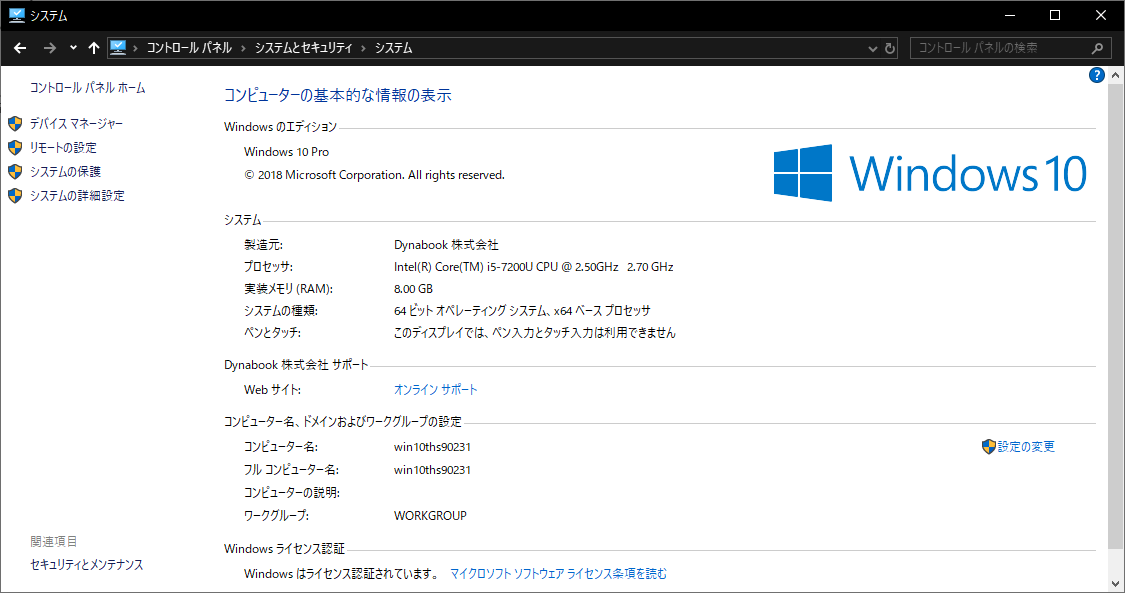 システム
コントロール パネル › システムとセキュリティ › システム
コントロール パネルの検索
コントロール パネル ホーム
デバイス マネージャー
リモートの設定
システムの保護
システムの詳細設定
コンピューターの基本的な情報の表示
Windows のエディション
Windows 10 Pro
© 2018 Microsoft Corporation. All rights reserved.
Windows 10
システム
製造元: Dynabook 株式会社
プロセッサ: Intel(R) Core(TM) i5-7200U CPU @ 2.50GHz 2.70 GHz
実装メモリ (RAM): 8.00 GB
システムの種類: 64 ビット オペレーティング システム、x64 ベース プロセッサ
ペンとタッチ: このディスプレイでは、ペン入力とタッチ入力は利用できません
Dynabook 株式会社 サポート
Web サイト: オンライン サポート
コンピューター名、ドメインおよびワークグループの設定
コンピューター名: win10ths90231
設定の変更
フル コンピューター名: win10ths90231
コンピューターの説明:
ワークグループ: WORKGROUP
Windows ライセンス認証
Windows はライセンス認証されています。 マイクロソフト ソフトウェア ライセンス条項を読む
関連項目
セキュリティとメンテナンス